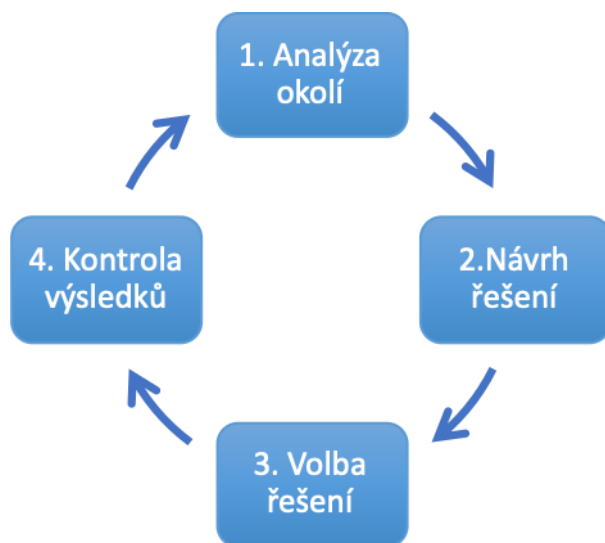 1. Analýza
okolí
2.Návrh
řešení
3. Volba
řešení
4. Kontrola
výsledků